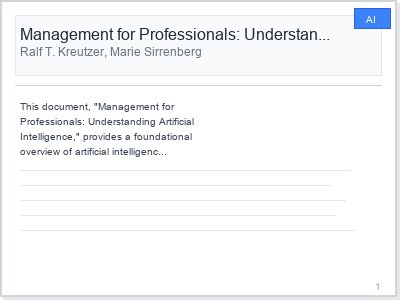 AI
Management for Professionals: Understan...
Ralf T. Kreutzer, Marie Sirrenberg
This document, "Management for
Professionals: Understanding Artificial
Intelligence," provides a foundational
overview of artificial intelligenc...
1